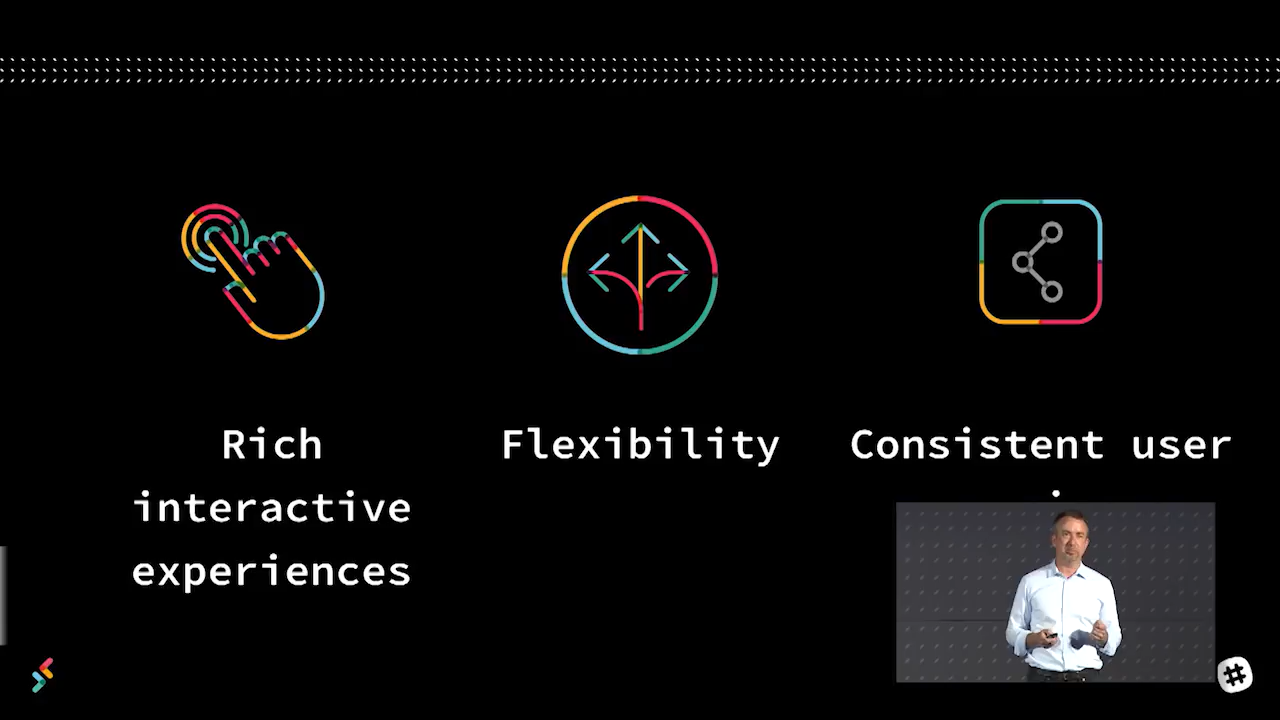 Rich
interactive
experiences
Flexibility
Consistent user